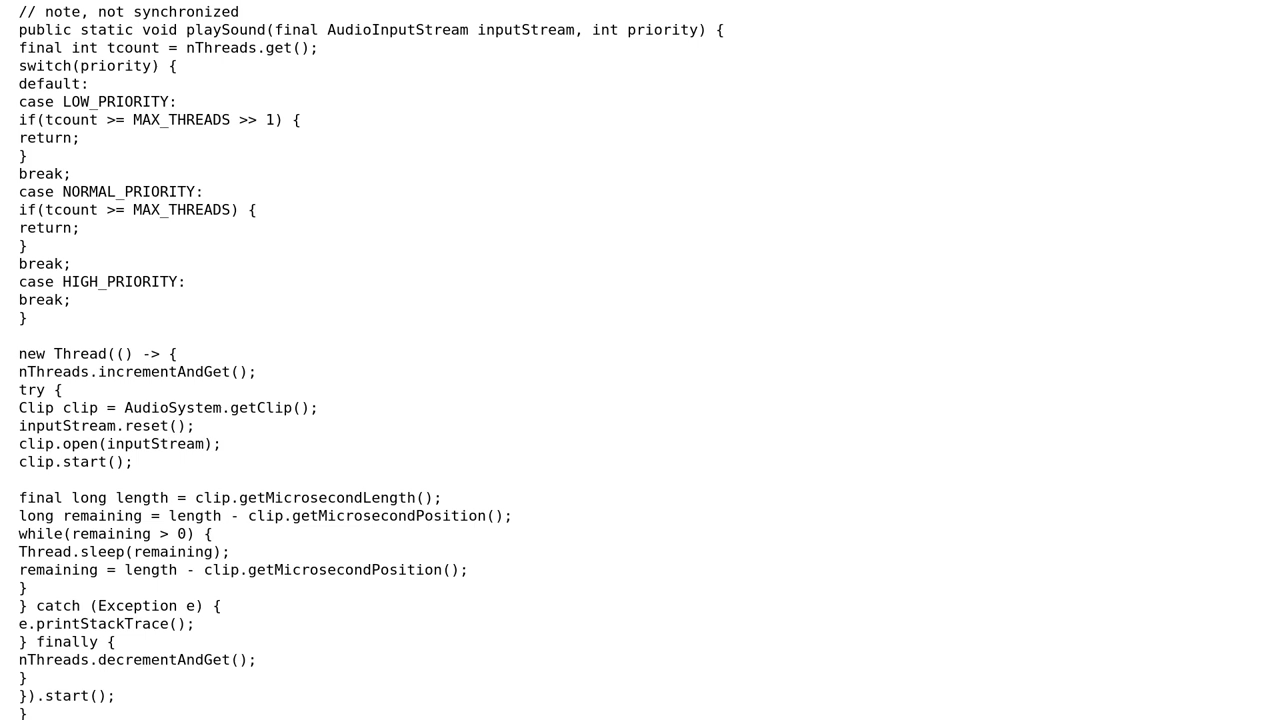 // note, not synchronized
public static void playSound(final AudioInputStream inputStream, int priority) {
final int tcount = nThreads.get();
switch(priority) {
default:
case LOW_PRIORITY:
if(tcount >= MAX_THREADS >> 1) {
return;
}
break;
case NORMAL_PRIORITY:
if(tcount >= MAX_THREADS) {
return;
}
break;
case HIGH_PRIORITY:
break;
}

new Thread(() -> {
nThreads.incrementAndGet();
try {
Clip clip = AudioSystem.getClip();
inputStream.reset();
clip.open(inputStream);
clip.start();

final long length = clip.getMicrosecondLength();
long remaining = length - clip.getMicrosecondPosition();
while(remaining > 0) {
Thread.sleep(remaining);
remaining = length - clip.getMicrosecondPosition();
}
} catch (Exception e) {
e.printStackTrace();
} finally {
nThreads.decrementAndGet();
}
}).start();
}